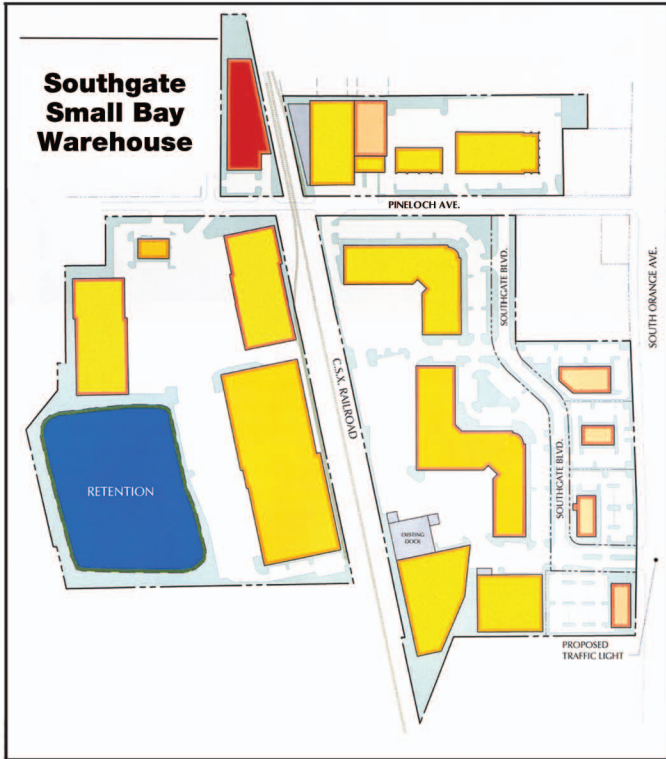 Southgate
Small Bay
Warehouse
PINELOCH AVE.
SOUTHGATE BLVD.
SOUTH ORANGE AVE.
C.S.X. RAILROAD
RETENTION
SOUTHGATE BLVD.
EXISTING
DOCK
PROPOSED
TRAFFIC LIGHT